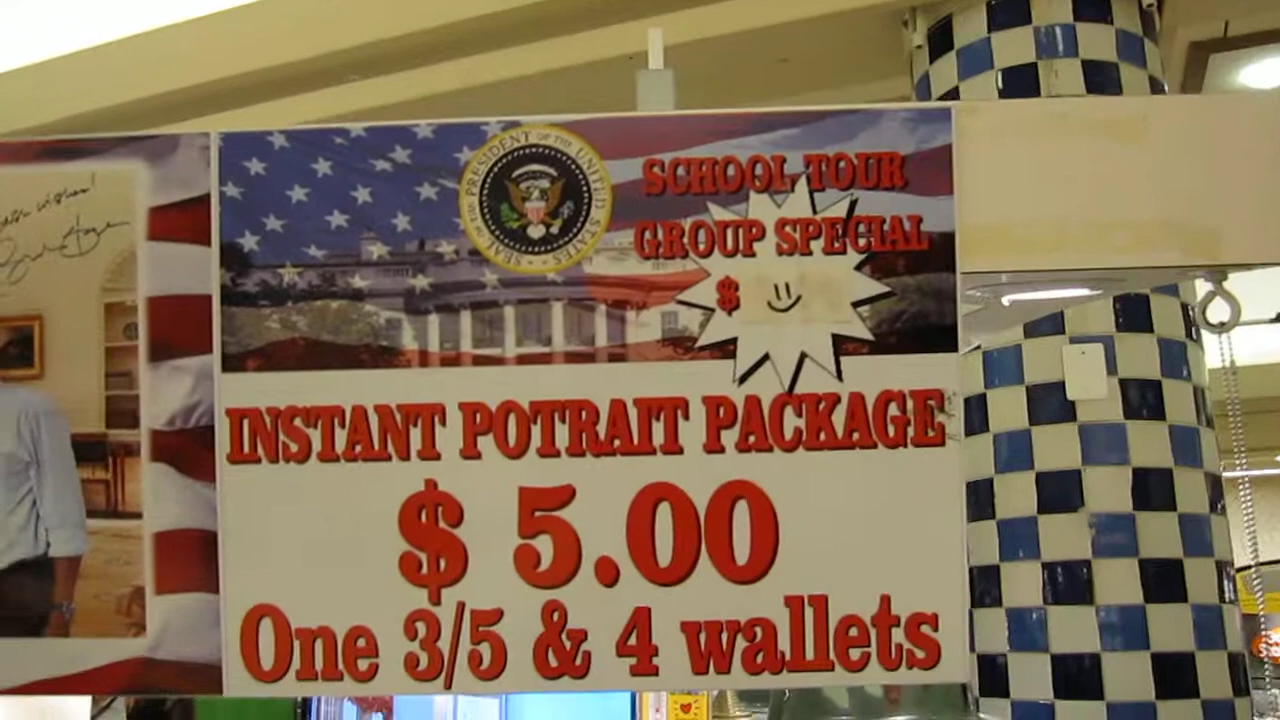 SEAL OF THE PRESIDENT OF THE UNITED STATES
SCHOOL TOUR
GROUP SPECIAL
$
INSTANT POTRAIT PACKAGE
$ 5.00
One 3/5 & 4 wallets